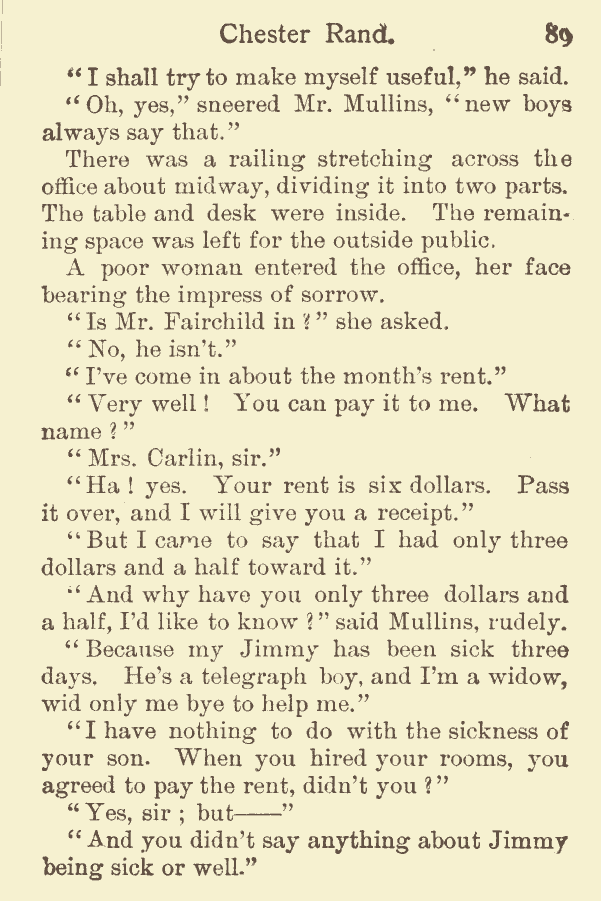 Chester Rand. 89
“I shall try to make myself useful,” he said.
“Oh, yes,” sneered Mr. Mullins, “new boys
always say that.”
There was a railing stretching across the
office about midway, dividing it into two parts.
The table and desk were inside. The remain-
ing space was left for the outside public.
A poor woman entered the office, her face
bearing the impress of sorrow.
“Is Mr. Fairchild in?” she asked.
“No, he isn’t.”
“I’ve come in about the month’s rent.”
“Very well! You can pay it to me. What
name?”
“Mrs. Carlin, sir.”
“Ha! yes. Your rent is six dollars. Pass
it over, and I will give you a receipt.”
“But I came to say that I had only three
dollars and a half toward it.”
“And why have you only three dollars and
a half, I’d like to know?” said Mullins, rudely.
“Because my Jimmy has been sick three
days. He’s a telegraph boy, and I’m a widow,
wid only me bye to help me.”
“I have nothing to do with the sickness of
your son. When you hired your rooms, you
agreed to pay the rent, didn’t you?”
“Yes, sir; but——”
“And you didn’t say anything about Jimmy
being sick or well.”